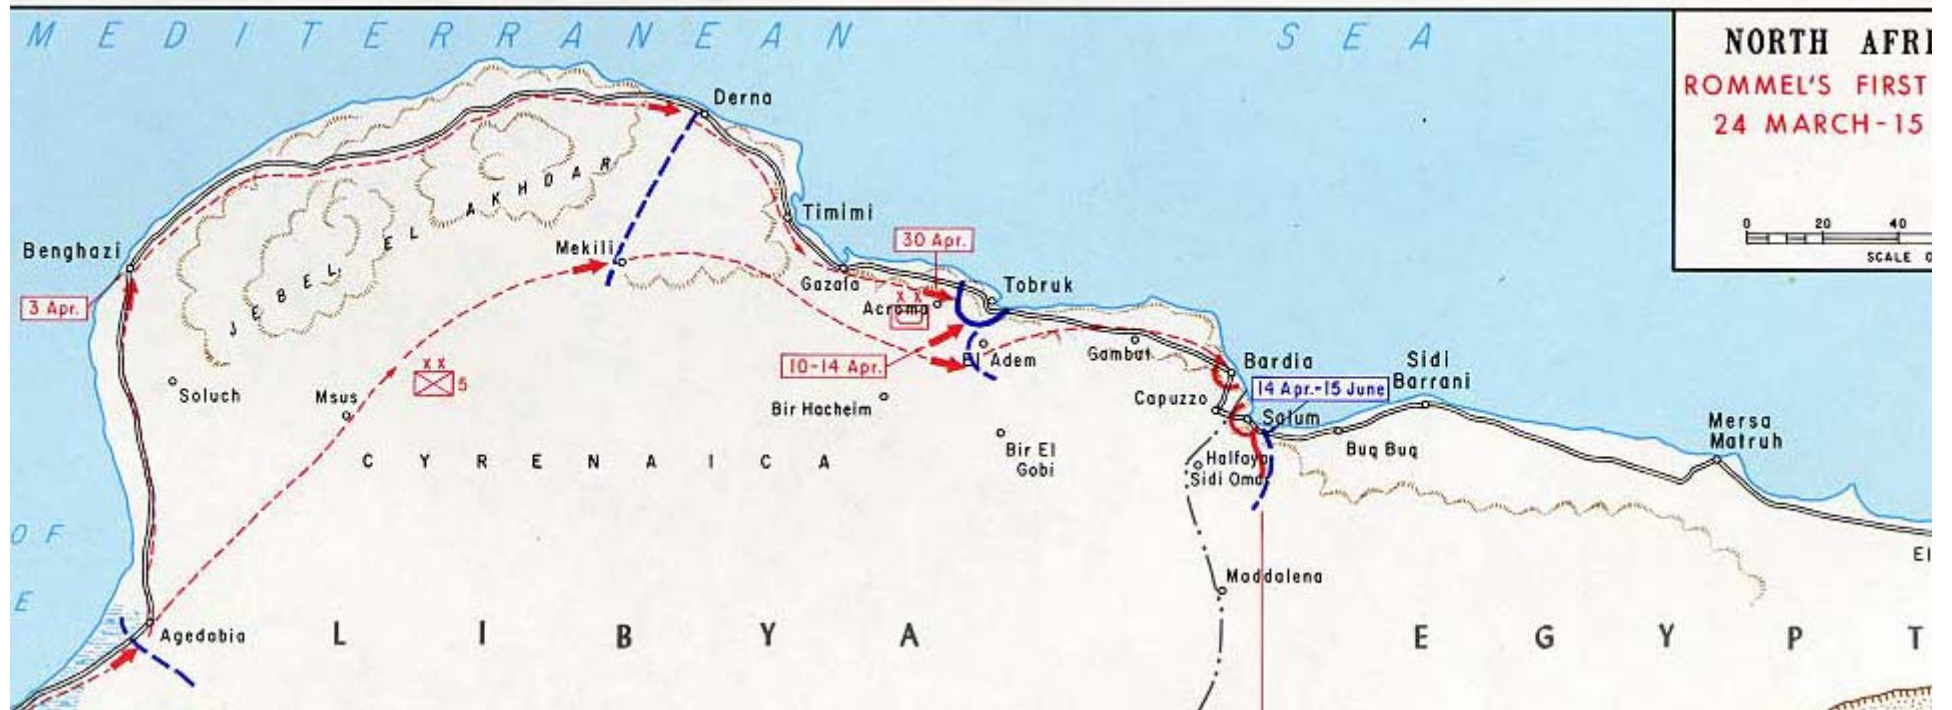 MEDITERRANEAN SEA
NORTH AFRI
ROMMEL'S FIRST
24 MARCH-15
0 20 40
SCALE O
Derna
JEBEL EL AKHDAR
Timimi
Benghazi
Mekili
30 Apr.
Gazala
Tobruk
3 Apr.
X X
Acroma
10-14 Apr.
El Adem
Gambut
Bardia
Sidi
Barrani
14 Apr.-15 June
X X
5
Soluch
Msus
Bir Hacheim
Capuzzo
Salum
Mersa
Matruh
Buq Buq
Bir El
Gobi
Halfaya
Sidi Oma
CYRENAICA
OF
E
El
Maddalena
Agedabia
LIBYA
EGYPT